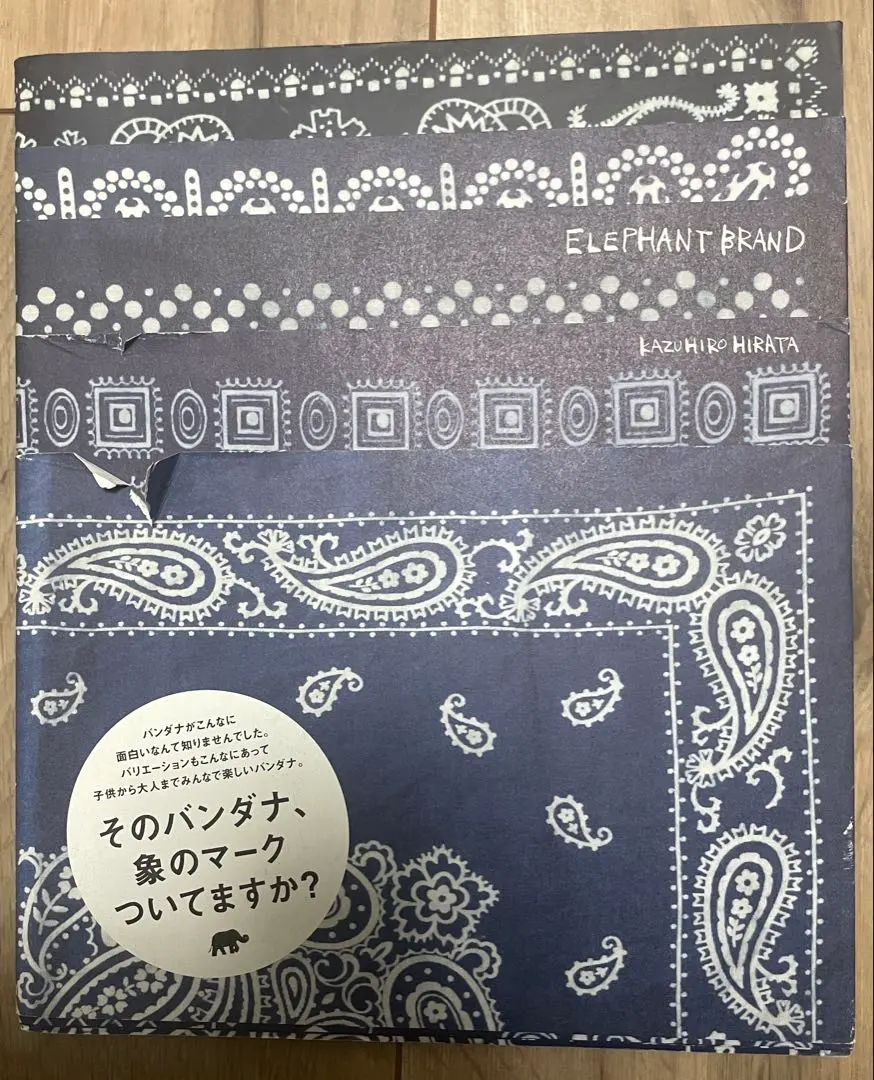 ELEPHANT BRAND
KAZUHIRO HIRATA
バンダナがこんなに
面白いなんて知りませんでした。
バリエーションもこんなにあって
子供から大人までみんなで楽しいバンダナ。
そのバンダナ、
象のマーク
ついてますか?